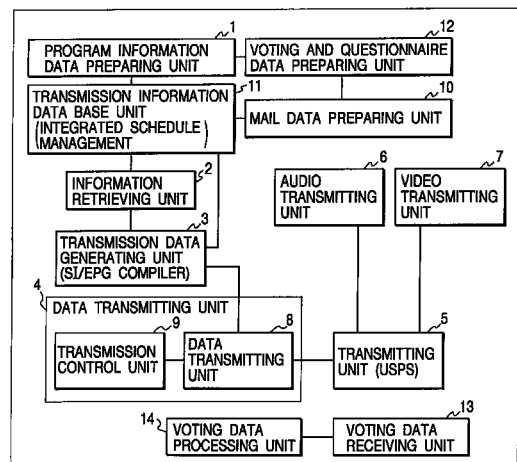 1
PROGRAM INFORMATION
DATA PREPARING UNIT
12
VOTING AND QUESTIONNAIRE
DATA PREPARING UNIT
11
TRANSMISSION INFORMATION
DATA BASE UNIT
(INTEGRATED SCHEDULE)
MANAGEMENT
10
MAIL DATA PREPARING UNIT
2
INFORMATION
RETRIEVING UNIT
6
AUDIO
TRANSMITTING
UNIT
7
VIDEO
TRANSMITTING
UNIT
3
TRANSMISSION DATA
GENERATING UNIT
(SI/EPG COMPILER)
4
DATA TRANSMITTING UNIT
9
TRANSMISSION
CONTROL UNIT
8
DATA
TRANSMITTING
UNIT
5
TRANSMITTING
UNIT (USPS)
14
VOTING DATA
PROCESSING UNIT
13
VOTING DATA
RECEIVING UNIT